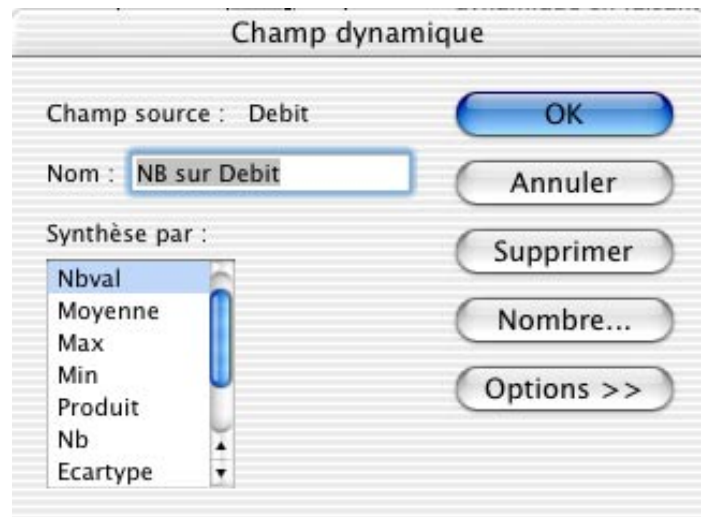 Champ dynamique
Champ source : Debit
OK
Nom : NB sur Debit
Annuler
Synthèse par :
Supprimer
Nbval
Moyenne
Max
Min
Produit
Nb
Ecartype
Nombre...
Options >>